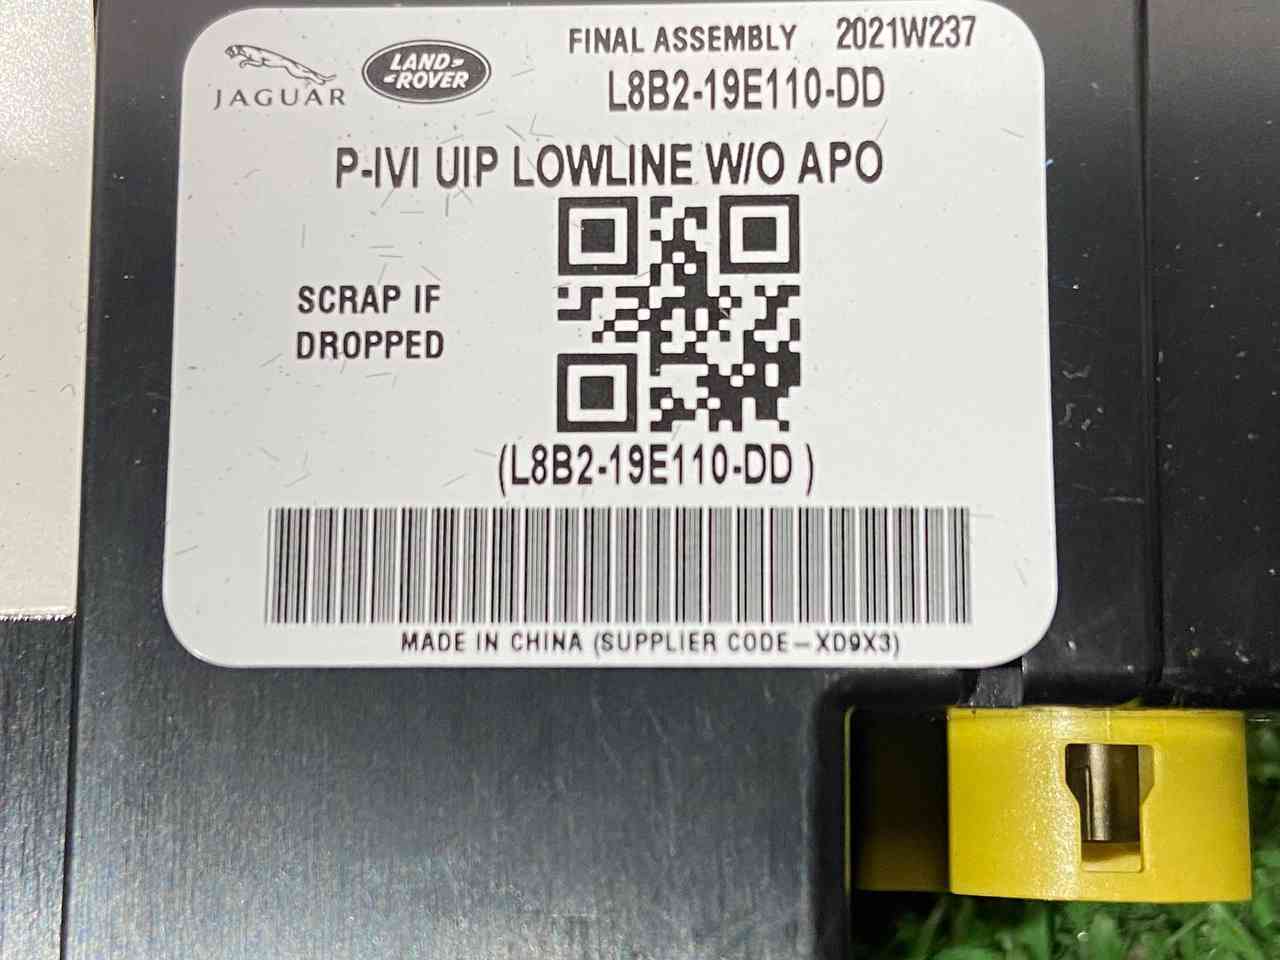 JAGUAR
LAND-
-ROVER
FINAL ASSEMBLY 2021W237
L8B2-19E110-DD
P-IVI UIP LOWLINE W/O APO
SCRAP IF
DROPPED
(L8B2-19E110-DD )
MADE IN CHINA (SUPPLIER CODE-XD9X3)